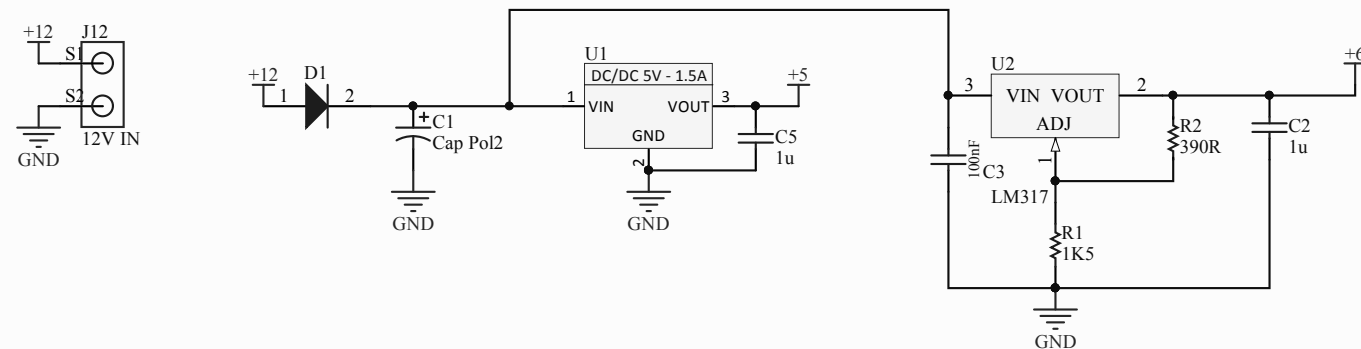 +12
J12
S1
S2
12V IN
GND
+12
D1
1
2
+
C1
Cap Pol2
GND
U1
DC/DC 5V - 1.5A
1
VIN
VOUT
3
GND
2
+5
C5
1u
GND
U2
3
VIN
VOUT
2
ADJ
1
LM317
100nF
C3
R2
390R
C2
1u
+6
R1
1K5
GND